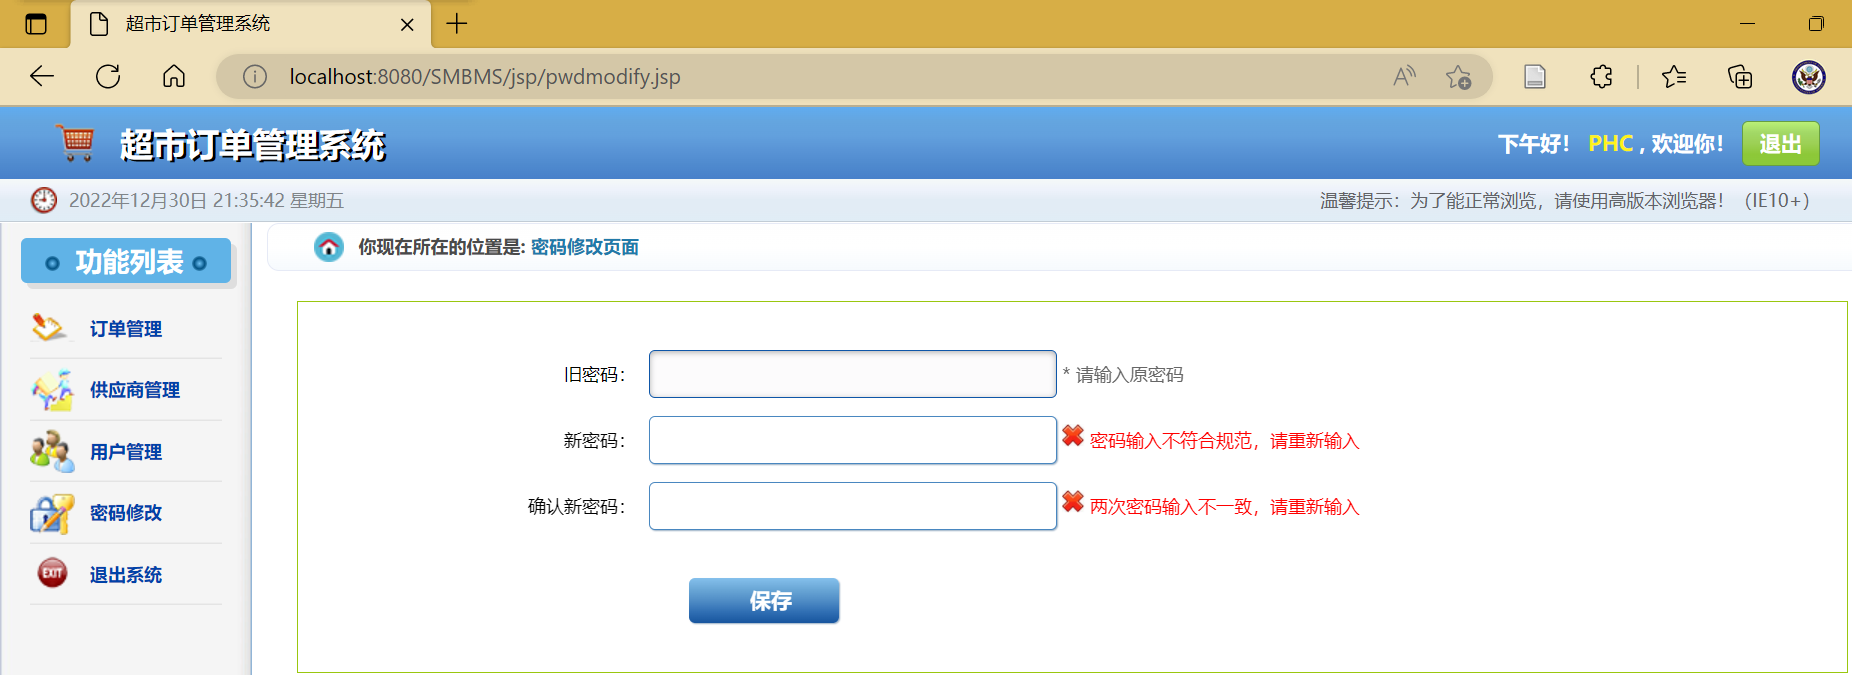 超市订单管理系统
localhost:8080/SMBMS/jsp/pwdmodify.jsp
超市订单管理系统
下午好！ PHC , 欢迎你！ 退出
2022年12月30日 21:35:42 星期五
温馨提示：为了能正常浏览，请使用高版本浏览器！（IE10+）
功能列表
你现在所在的位置是: 密码修改页面
订单管理
供应商管理
用户管理
密码修改
EXIT 退出系统
旧密码： * 请输入原密码
新密码： 密码输入不符合规范，请重新输入
确认新密码： 两次密码输入不一致，请重新输入
保存